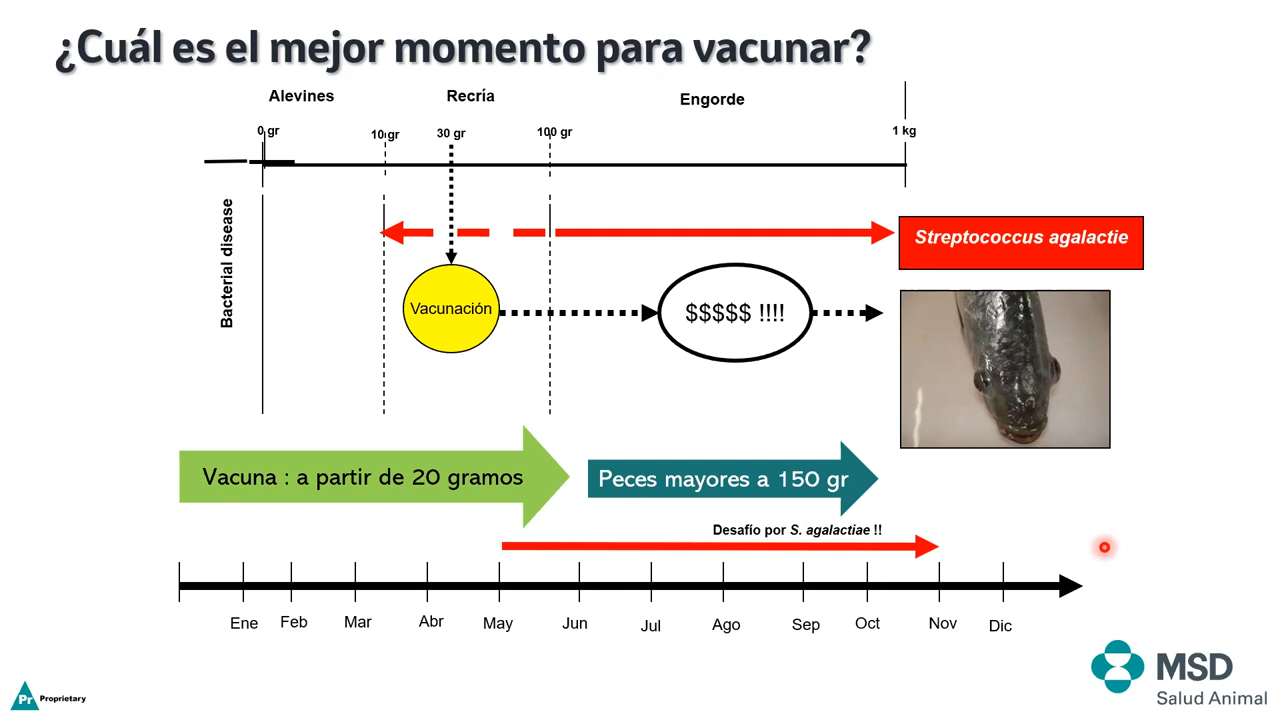 ¿Cuál es el mejor momento para vacunar?
Alevines
Recría
Engorde
0 gr
10 gr
30 gr
100 gr
1 kg
Bacterial disease
Streptococcus agalactie
Vacunación
$$$$$ !!!!
Vacuna : a partir de 20 gramos
Peces mayores a 150 gr
Desafío por S. agalactiae !!
Ene
Feb
Mar
Abr
May
Jun
Jul
Ago
Sep
Oct
Nov
Dic
Pr Proprietary
MSD
Salud Animal